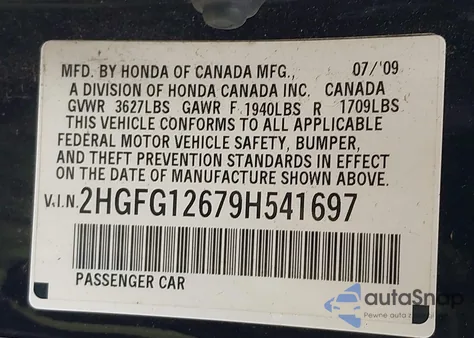 MFD. BY HONDA OF CANADA MFG., 07/'09
A DIVISION OF HONDA CANADA INC. CANADA
GVWR 3627LBS GAWR F 1940LBS R 1709LBS
THIS VEHICLE CONFORMS TO ALL APPLICABLE
FEDERAL MOTOR VEHICLE SAFETY, BUMPER,
AND THEFT PREVENTION STANDARDS IN EFFECT
ON THE DATE OF MANUFACTURE SHOWN ABOVE.
V.I.N. 2HGFG12679H541697
PASSENGER CAR
autoSnap
Pewne auta z